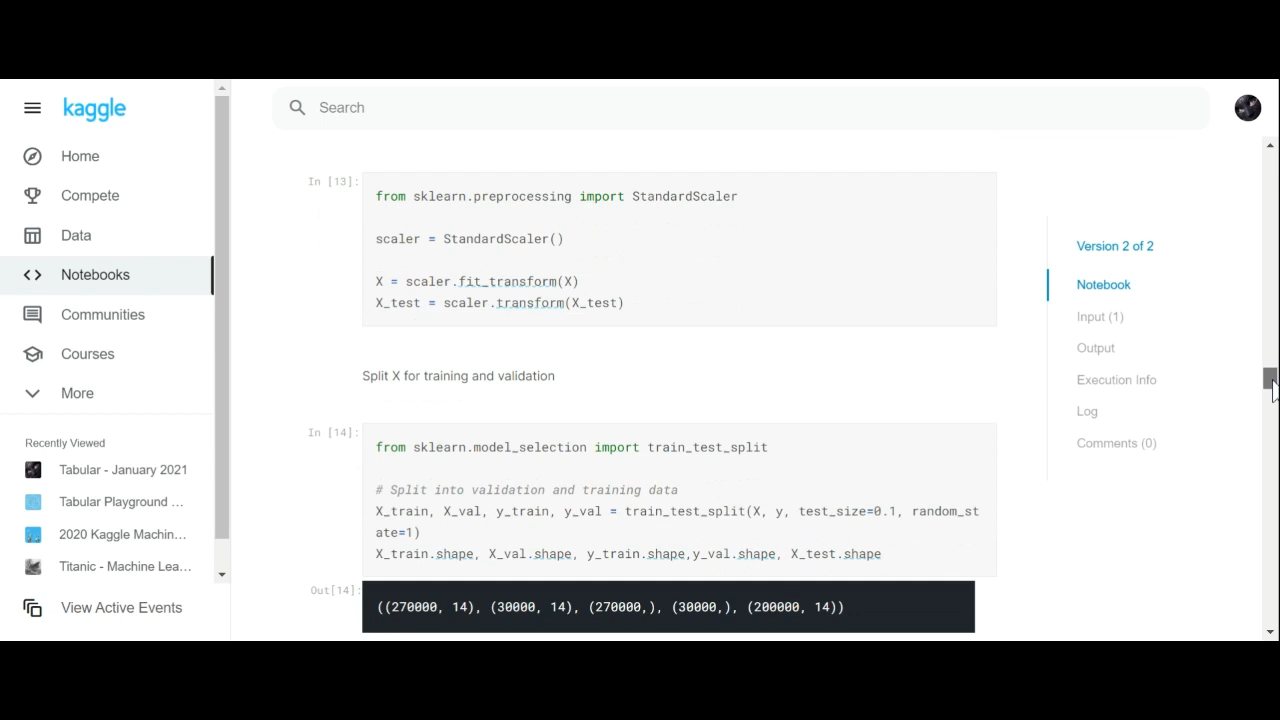 kaggle
Search
Home
Compete
Data
Notebooks
Communities
Courses
More
Recently Viewed
Tabular - January 2021
Tabular Playground ...
2020 Kaggle Machin...
Titanic - Machine Lea...
View Active Events
In [13]:
from sklearn.preprocessing import StandardScaler
scaler = StandardScaler()
X = scaler.fit_transform(X)
X_test = scaler.transform(X_test)
Split X for training and validation
In [14]:
from sklearn.model_selection import train_test_split
# Split into validation and training data
X_train, X_val, y_train, y_val = train_test_split(X, y, test_size=0.1, random_st
ate=1)
X_train.shape, X_val.shape, y_train.shape,y_val.shape, X_test.shape
Out[14]:
((270000, 14), (30000, 14), (270000,), (30000,), (200000, 14))
Version 2 of 2
Notebook
Input (1)
Output
Execution Info
Log
Comments (0)